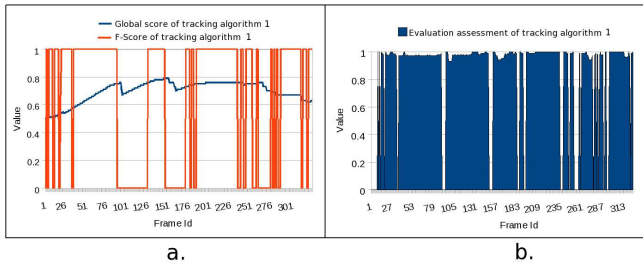 Global score of tracking algorithm 1
F-Score of tracking algorithm 1
Value
1
0.8
0.6
0.4
0.2
0
1 26 51 76 101 126 151 176 201 226 251 276 301
Frame Id
a.
Evaluation assessment of tracking algorithm 1
Value
1
0.8
0.6
0.4
0.2
0
1 27 53 79 105 131 157 183 209 235 261 287 313
Frame Id
b.